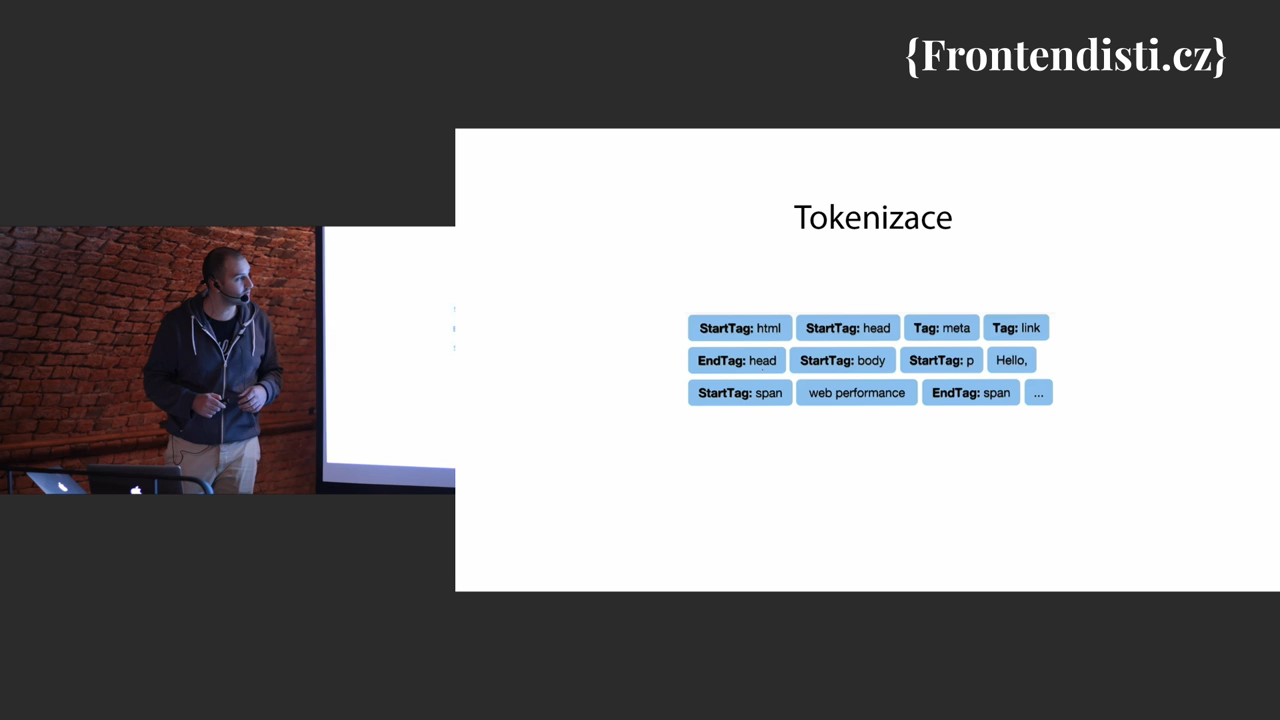 {Frontendisti.cz}
Tokenizace
StartTag: html StartTag: head Tag: meta Tag: link
EndTag: head StartTag: body StartTag: p Hello,
StartTag: span web performance EndTag: span ...